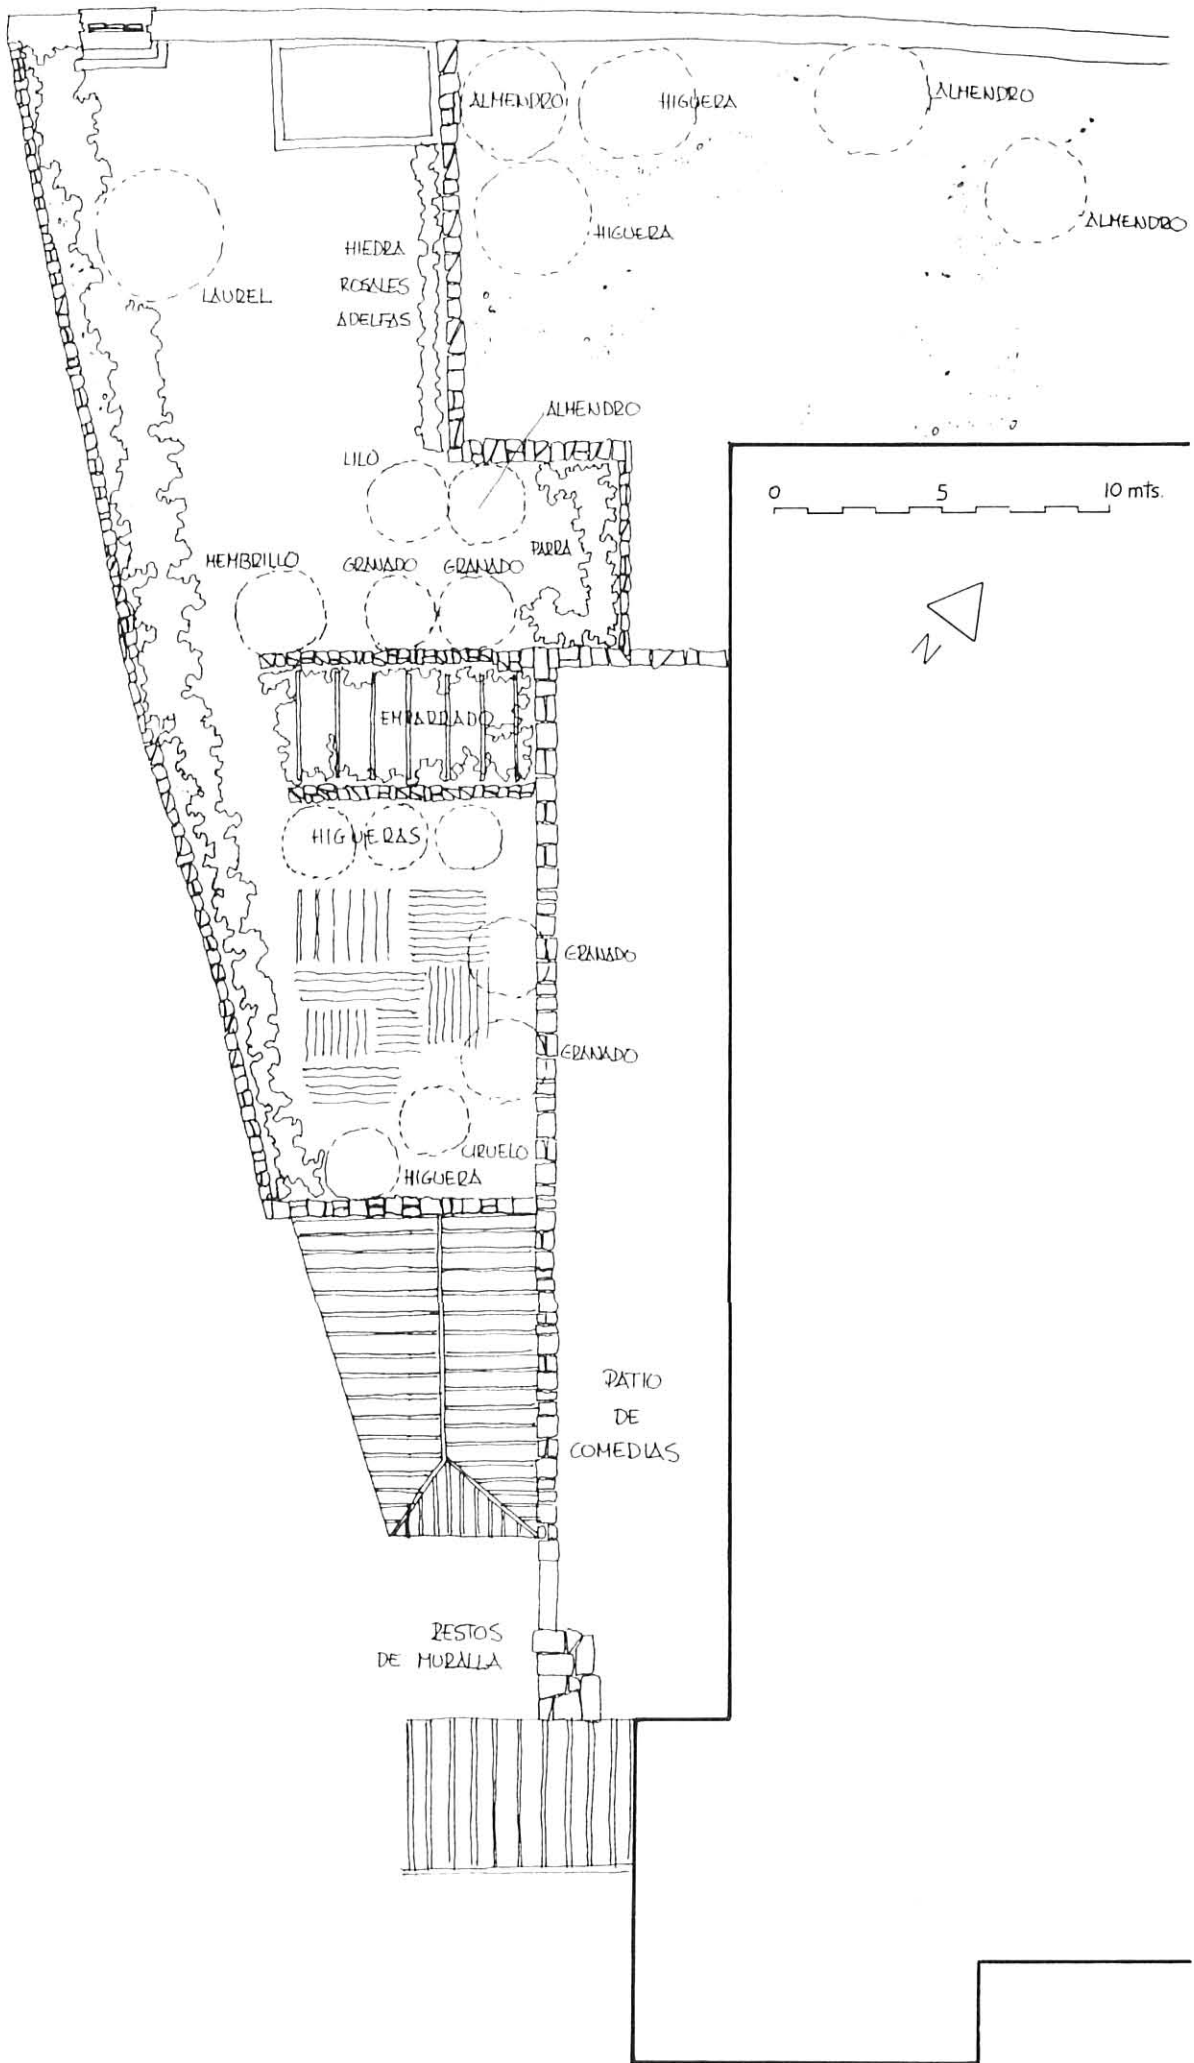 ALMENDRO
HIGUERA
ALMENDRO
ALMENDRO
HIGUERA
HIEDRA
ROSALES
ADELFAS
LAUREL
ALMENDRO
LILO
0 5 10 mts.
PARRA
MEMBRILLO
GRANADO
GRANADO
N
EMPARRADO
HIGUERAS
GRANADO
GRANADO
CIRUELO
HIGUERA
PATIO
DE
COMEDIAS
RESTOS
DE MURALLA